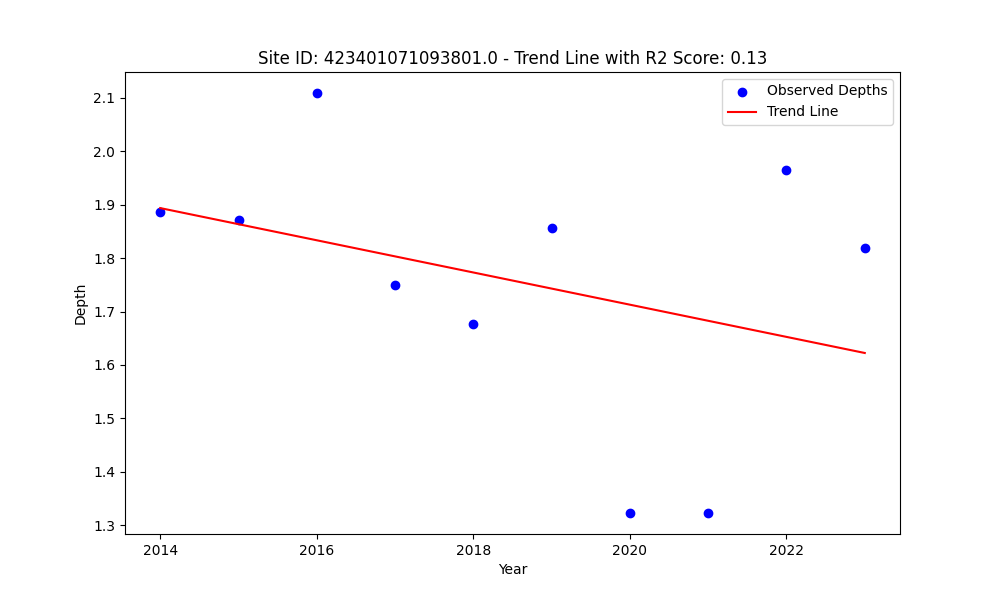 Site ID: 423401071093801.0 - Trend Line with R2 Score: 0.13
Observed Depths
Trend Line
2.1
2.0
1.9
1.8
1.7
1.6
1.5
1.4
1.3
Depth
2014
2016
2018
2020
2022
Year